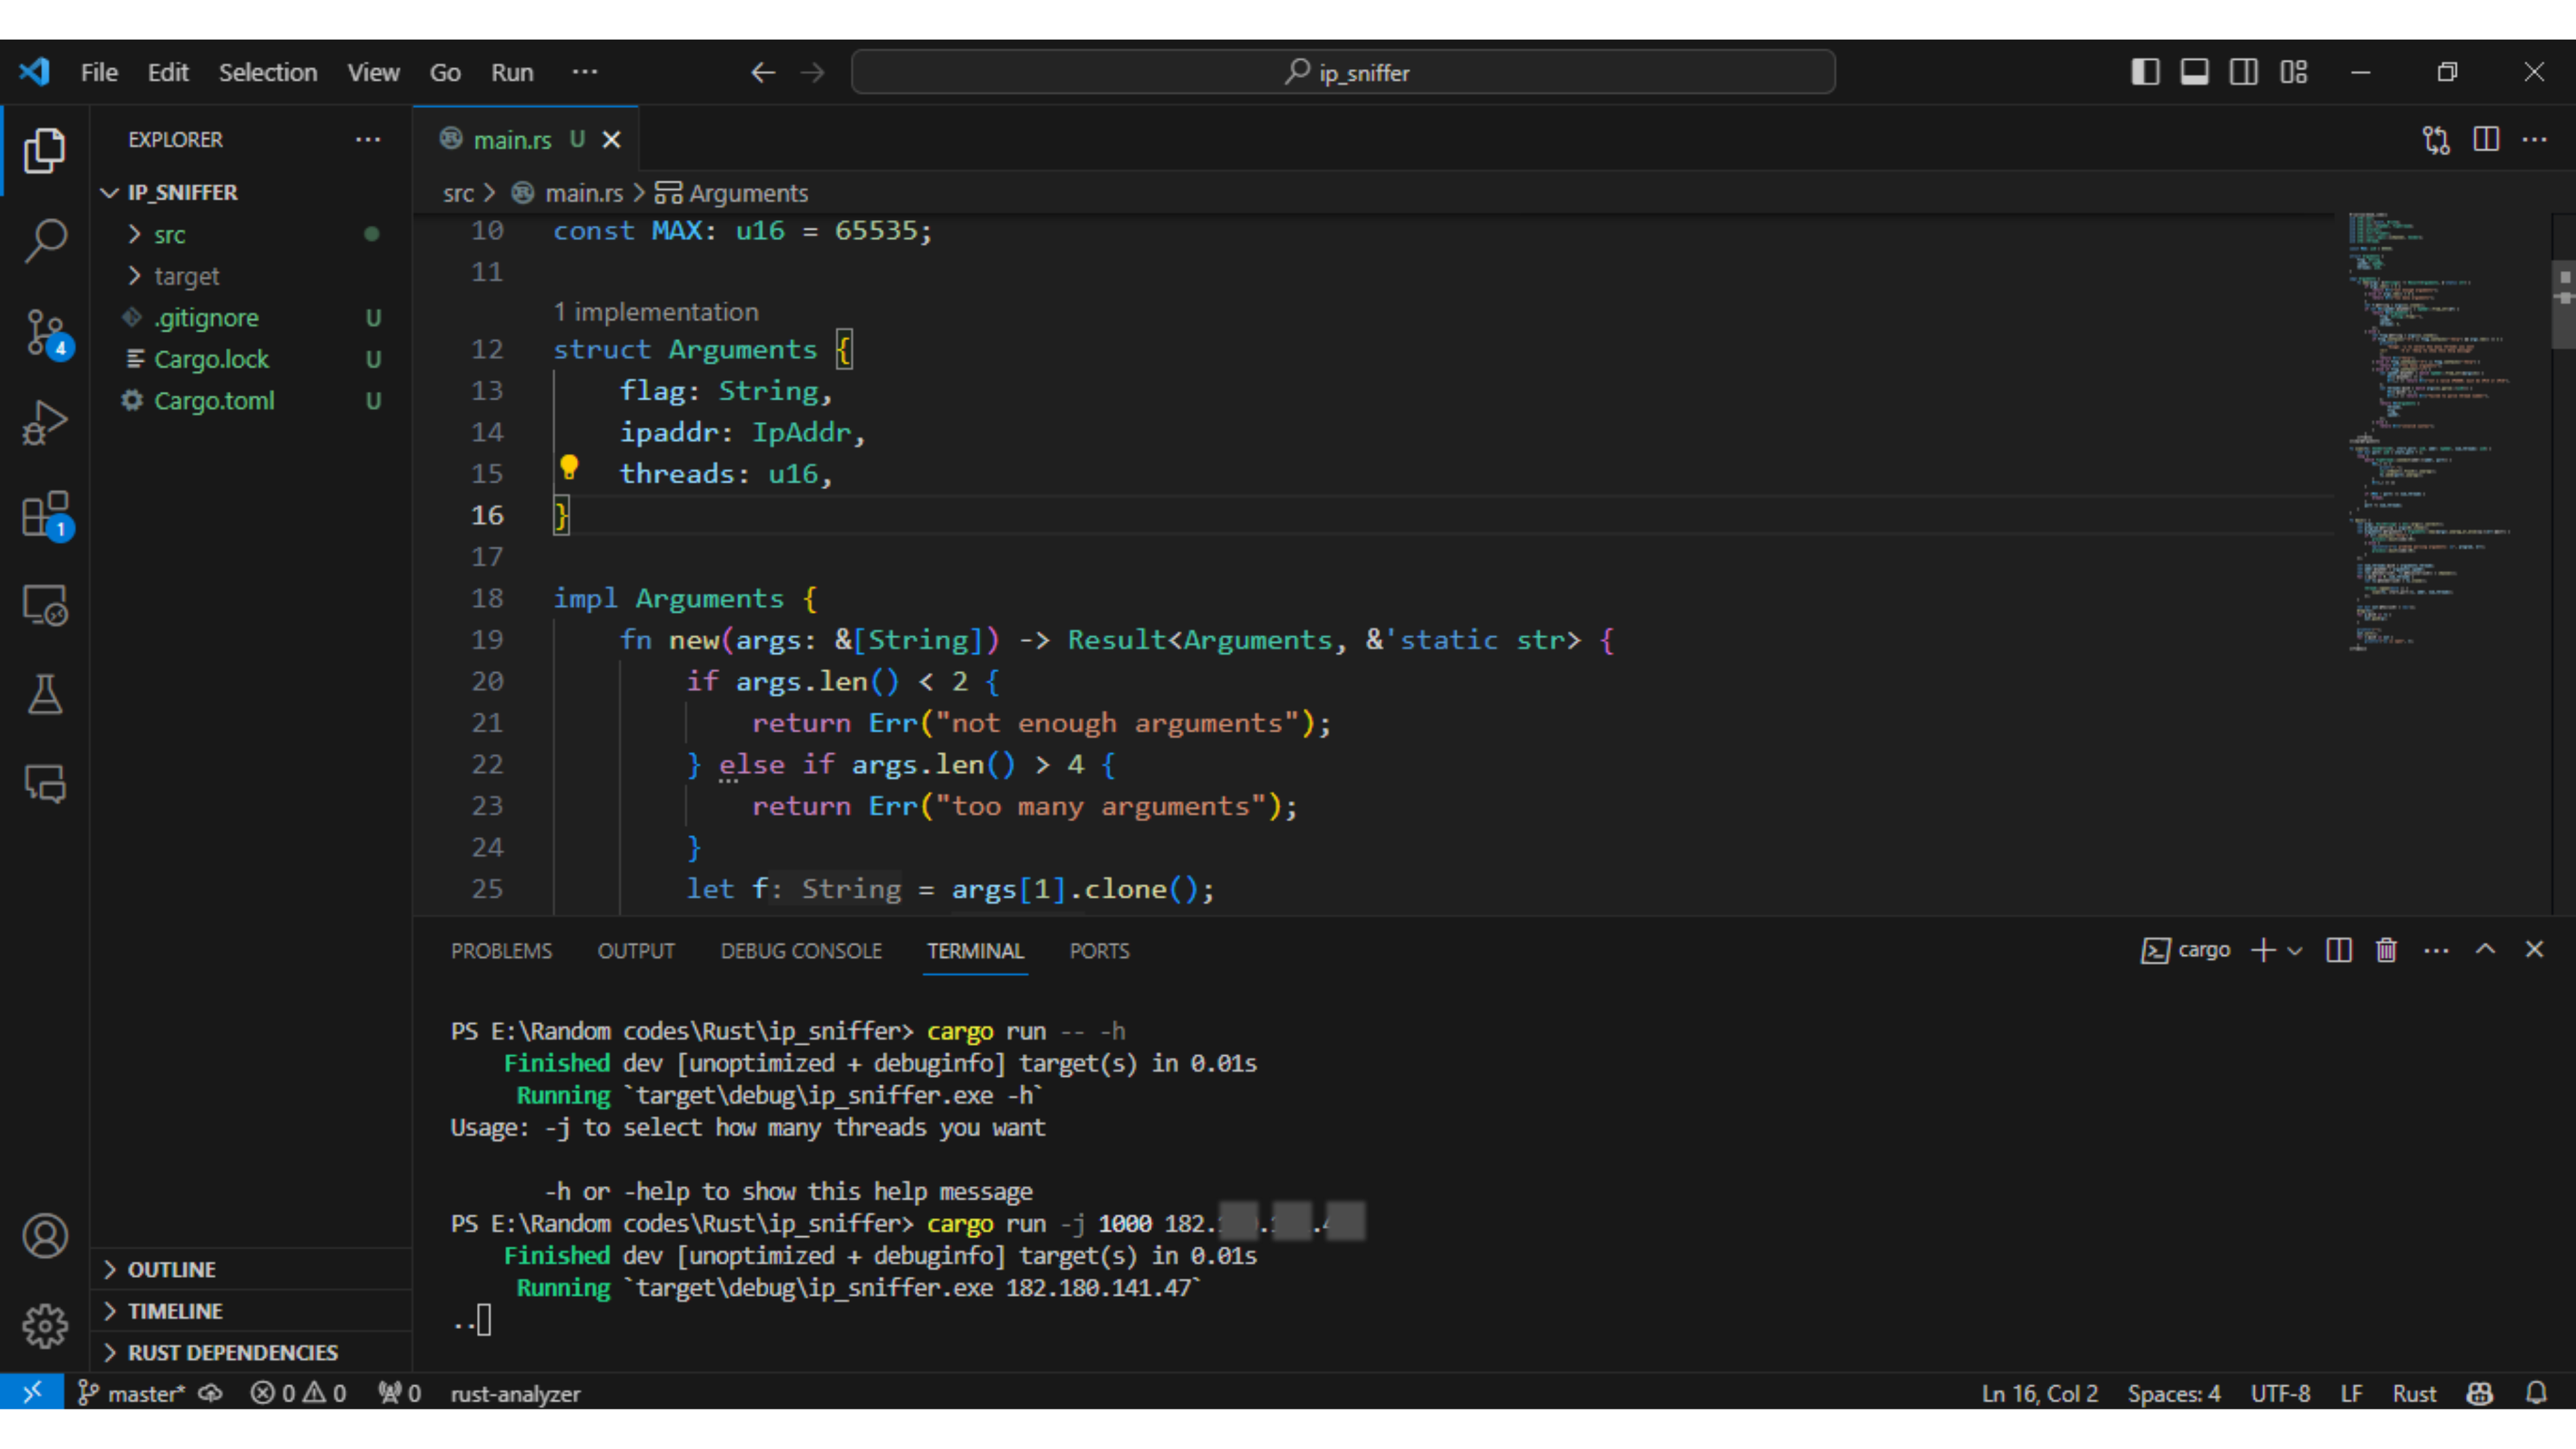 File Edit Selection View Go Run ···
ip_sniffer
EXPLORER
IP_SNIFFER
src
target
.gitignore U
Cargo.lock U
Cargo.toml U
4
1
OUTLINE
TIMELINE
RUST DEPENDENCIES
main.rs U
src > main.rs > Arguments
10 const MAX: u16 = 65535;
11
1 implementation
12 struct Arguments {
13 flag: String,
14 ipaddr: IpAddr,
15 threads: u16,
16 }
17
18 impl Arguments {
19 fn new(args: &[String]) -> Result<Arguments, &'static str> {
20 if args.len() < 2 {
21 return Err("not enough arguments");
22 } else if args.len() > 4 {
23 return Err("too many arguments");
24 }
25 let f: String = args[1].clone();
PROBLEMS OUTPUT DEBUG CONSOLE TERMINAL PORTS
cargo
PS E:\Random codes\Rust\ip_sniffer> cargo run -- -h
Finished dev [unoptimized + debuginfo] target(s) in 0.01s
Running `target\debug\ip_sniffer.exe -h`
Usage: -j to select how many threads you want
-h or -help to show this help message
PS E:\Random codes\Rust\ip_sniffer> cargo run -j 1000 182.
Finished dev [unoptimized + debuginfo] target(s) in 0.01s
Running `target\debug\ip_sniffer.exe 182.180.141.47`
..
master* 0 0 0 rust-analyzer
Ln 16, Col 2 Spaces: 4 UTF-8 LF Rust